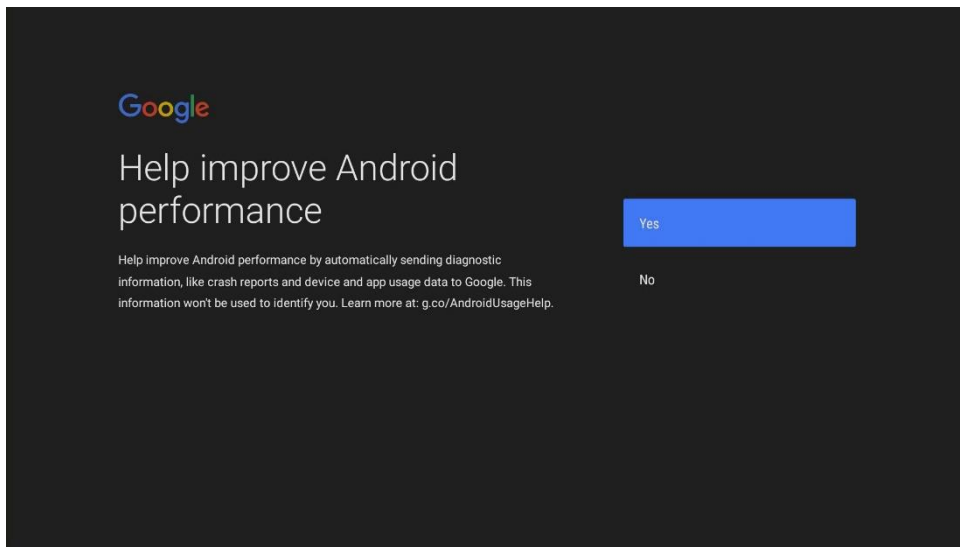 Google
Help improve Android
performance
Help improve Android performance by automatically sending diagnostic
information, like crash reports and device and app usage data to Google. This
information won't be used to identify you. Learn more at: g.co/AndroidUsageHelp.
Yes
No